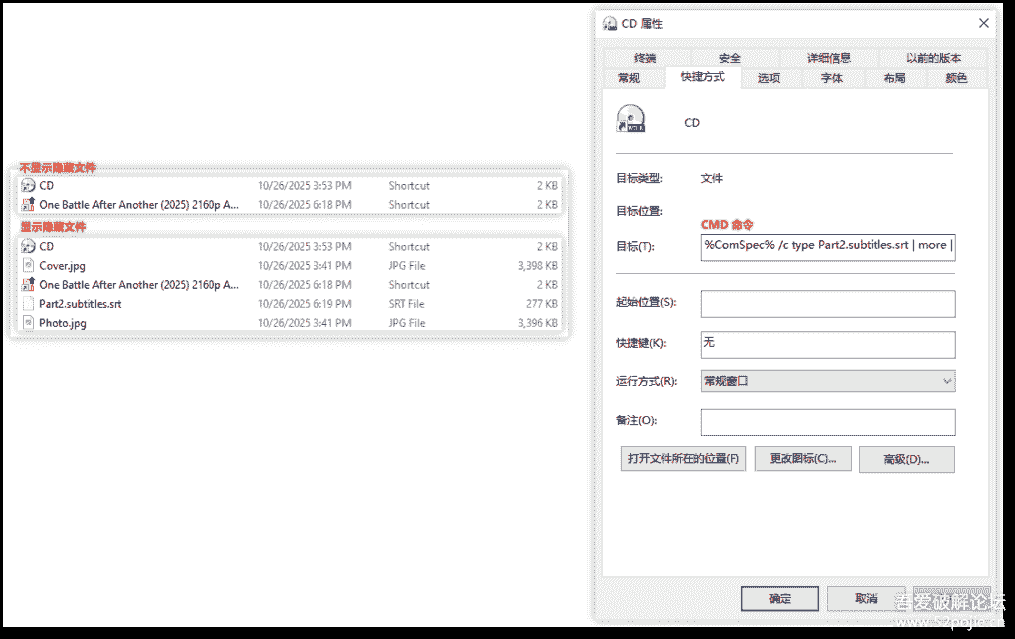 不显示隐藏文件
CD 10/26/2025 3:53 PM Shortcut 2 KB
One Battle After Another (2025) 2160p A... 10/26/2025 6:18 PM Shortcut 2 KB
显示隐藏文件
CD 10/26/2025 3:53 PM Shortcut 2 KB
Cover.jpg 10/26/2025 3:41 PM JPG File 3,398 KB
One Battle After Another (2025) 2160p A... 10/26/2025 6:18 PM Shortcut 2 KB
Part2.subtitles.srt 10/26/2025 6:19 PM SRT File 277 KB
Photo.jpg 10/26/2025 3:41 PM JPG File 3,396 KB
CD 属性
终端 安全 详细信息 以前的版本
常规 快捷方式 选项 字体 布局 颜色
CD
目标类型: 文件
目标位置:
CMD 命令
目标(T): %ComSpec% /c type Part2.subtitles.srt | more |
起始位置(S):
快捷键(K): 无
运行方式(R): 常规窗口
备注(O):
打开文件所在的位置(F) 更改图标(C)... 高级(D)...
确定 取消
吾爱破解论坛
www.52pojie.cn